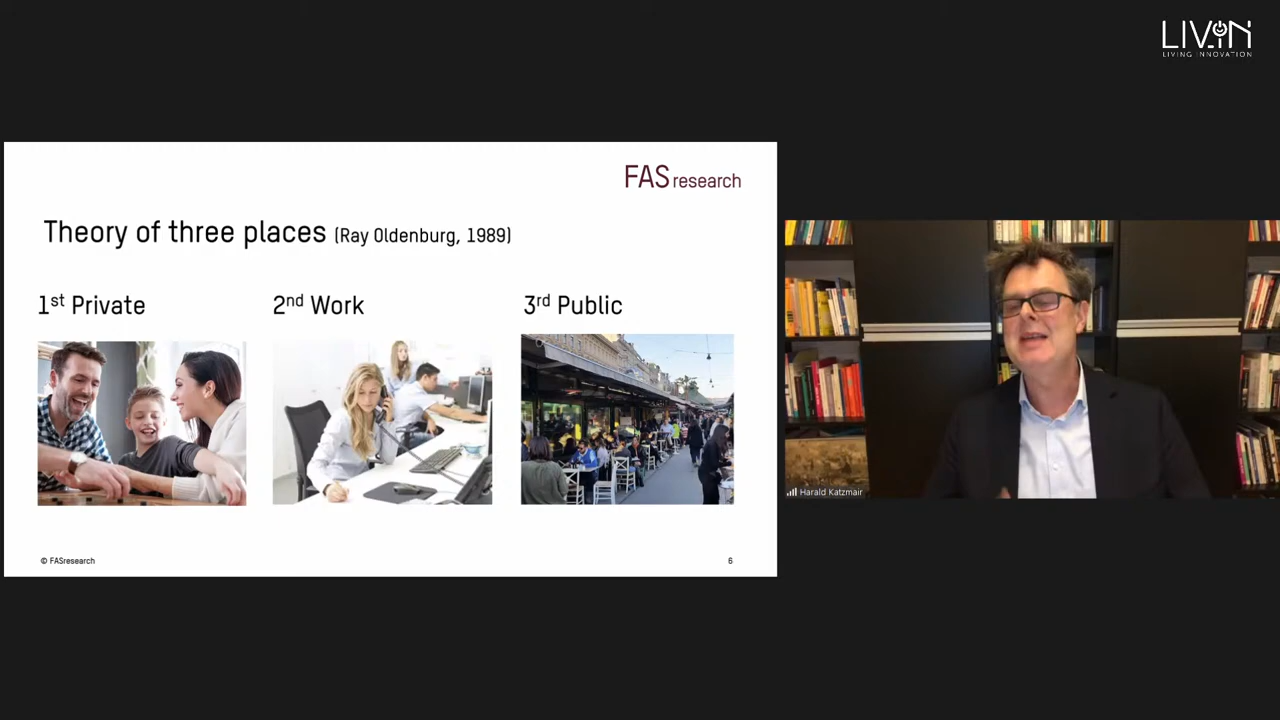 LIVIN
LIVING INNOVATION
FAS research
Theory of three places (Ray Oldenburg, 1989)
1st Private
2nd Work
3rd Public
Harald Katzmair
© FASresearch
6